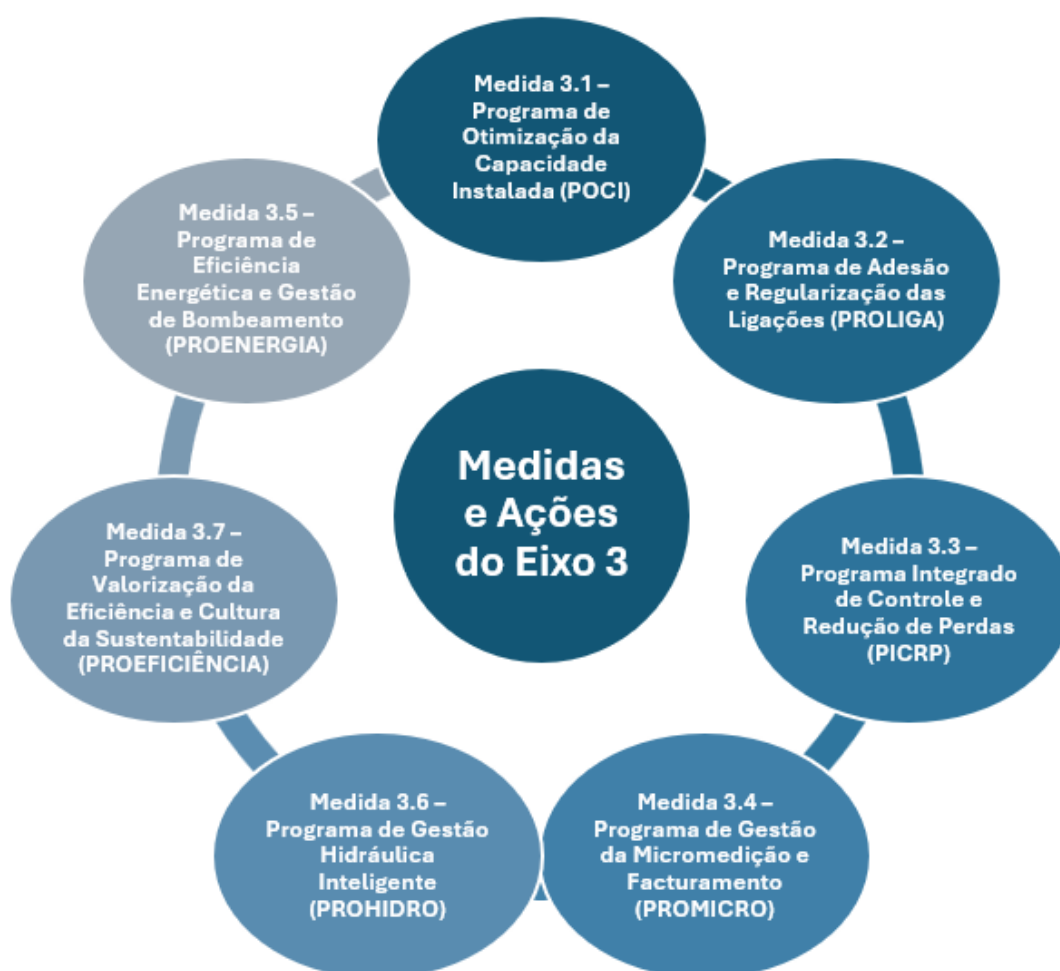 Medida 3.1 –
Programa de
Otimização da
Capacidade
Instalada (POCI)
Medida 3.2 –
Programa de Adesão
e Regularização das
Ligações (PROLIGA)
Medida 3.3 –
Programa Integrado
de Controle e
Redução de Perdas
(PICRP)
Medida 3.4 –
Programa de Gestão
da Micromedição e
Facturamento
(PROMICRO)
Medida 3.6 –
Programa de Gestão
Hidráulica
Inteligente
(PROHIDRO)
Medida 3.7 –
Programa de
Valorização da
Eficiência e Cultura
da Sustentabilidade
(PROEFICIÊNCIA)
Medida 3.5 –
Programa de
Eficiência
Energética e Gestão
de Bombeamento
(PROENERGIA)
Medidas
e Ações
do Eixo 3